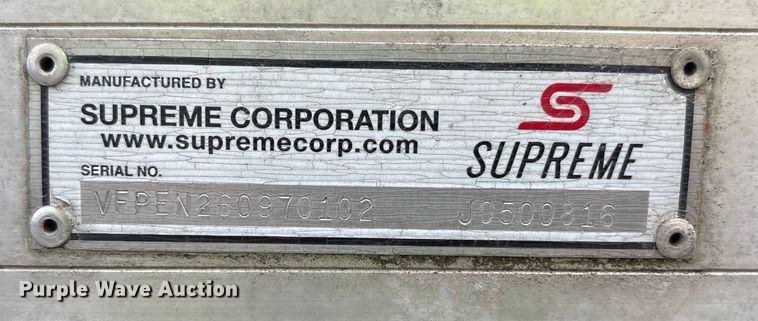 MANUFACTURED BY
SUPREME CORPORATION
www.supremecorp.com
SUPREME
SERIAL NO.
VFPEN260970102 J0500816
Purple Wave Auction